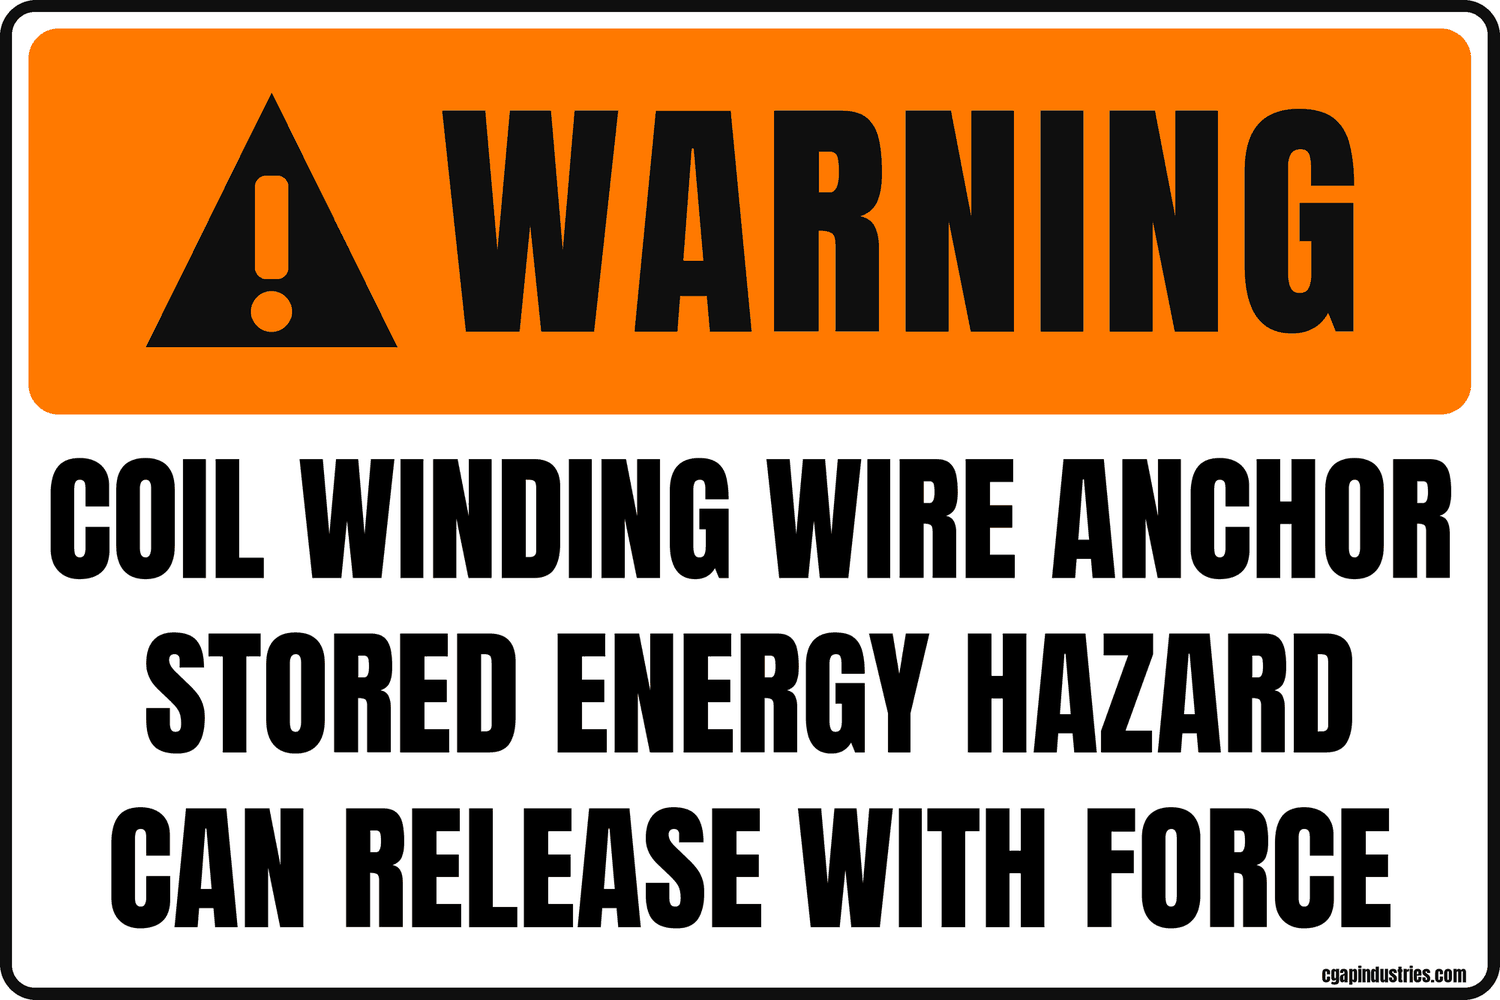 WARNING
COIL WINDING WIRE ANCHOR
STORED ENERGY HAZARD
CAN RELEASE WITH FORCE
cgapindustries.com